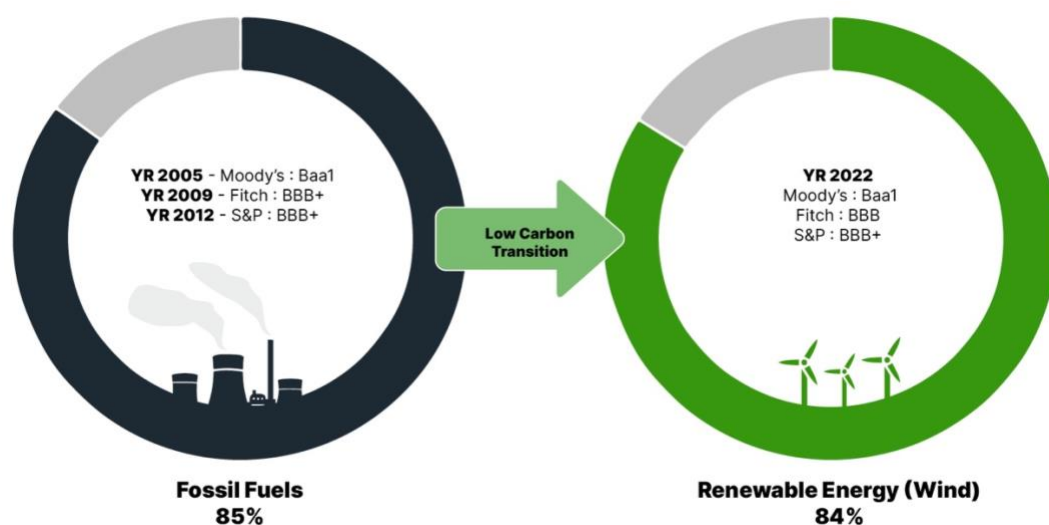 YR 2005 - Moody's : Baa1
YR 2009 - Fitch : BBB+
YR 2012 - S&P : BBB+
Low Carbon
Transition
YR 2022
Moody's : Baa1
Fitch : BBB
S&P : BBB+
Fossil Fuels
85%
Renewable Energy (Wind)
84%